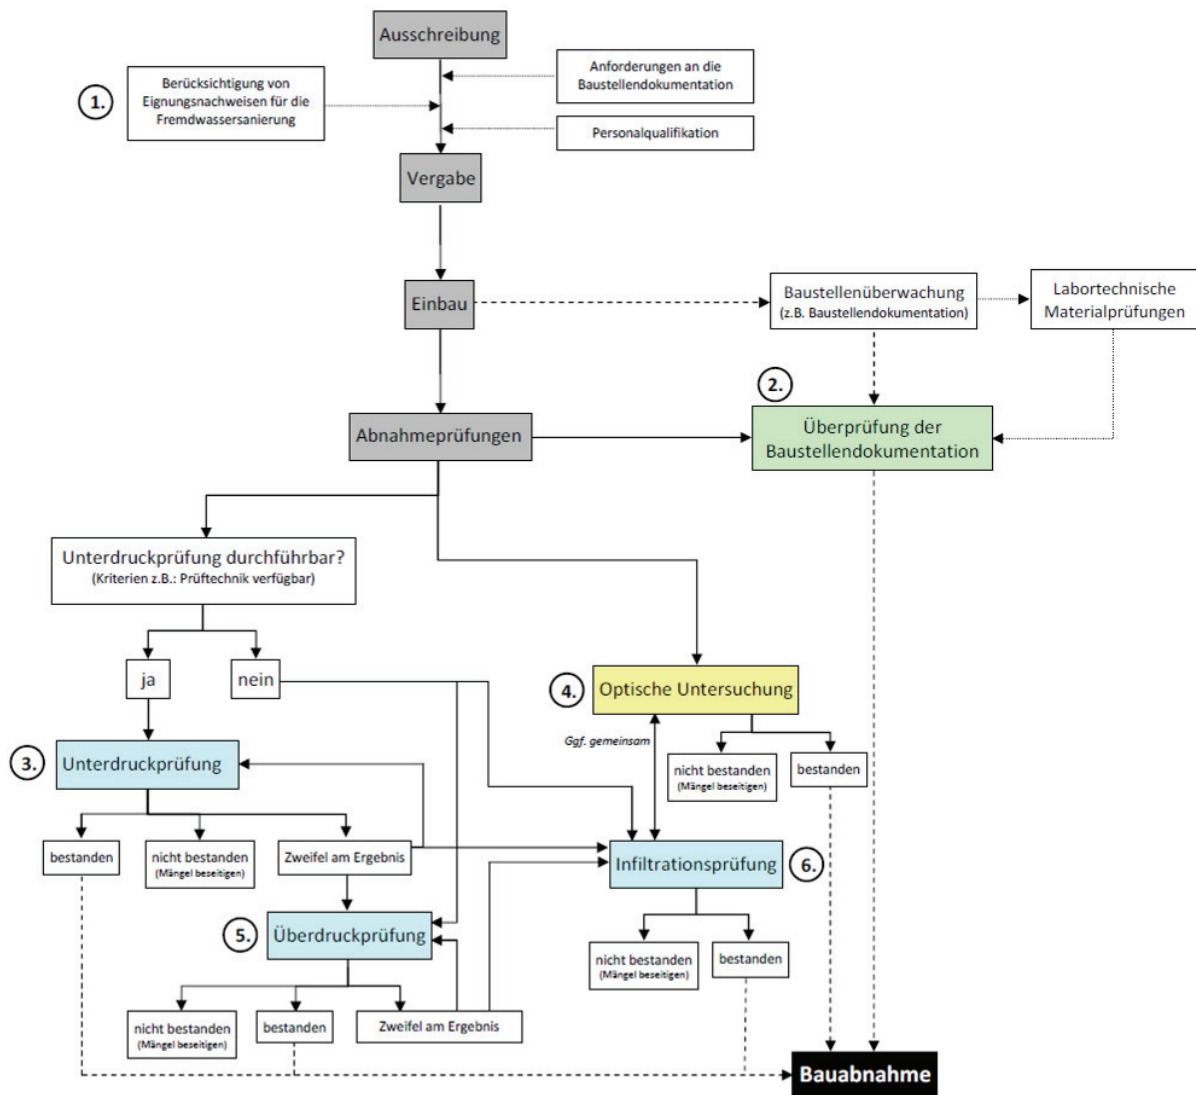 Ausschreibung
1.
Berücksichtigung von
Eignungsnachweisen für die
Fremdwassersanierung
Anforderungen an die
Baustellendokumentation
Personalqualifikation
Vergabe
Einbau
Baustellenüberwachung
(z.B. Baustellendokumentation)
Labortechnische
Materialprüfungen
2.
Abnahmeprüfungen
Überprüfung der
Baustellendokumentation
Unterdruckprüfung durchführbar?
(Kriterien z.B.: Prüftechnik verfügbar)
ja
nein
4.
Optische Untersuchung
Ggf. gemeinsam
3.
Unterdruckprüfung
nicht bestanden
(Mängel beseitigen)
bestanden
bestanden
nicht bestanden
(Mängel beseitigen)
Zweifel am Ergebnis
Infiltrationsprüfung
6.
5.
Überdruckprüfung
nicht bestanden
(Mängel beseitigen)
bestanden
nicht bestanden
(Mängel beseitigen)
bestanden
Zweifel am Ergebnis
Bauabnahme